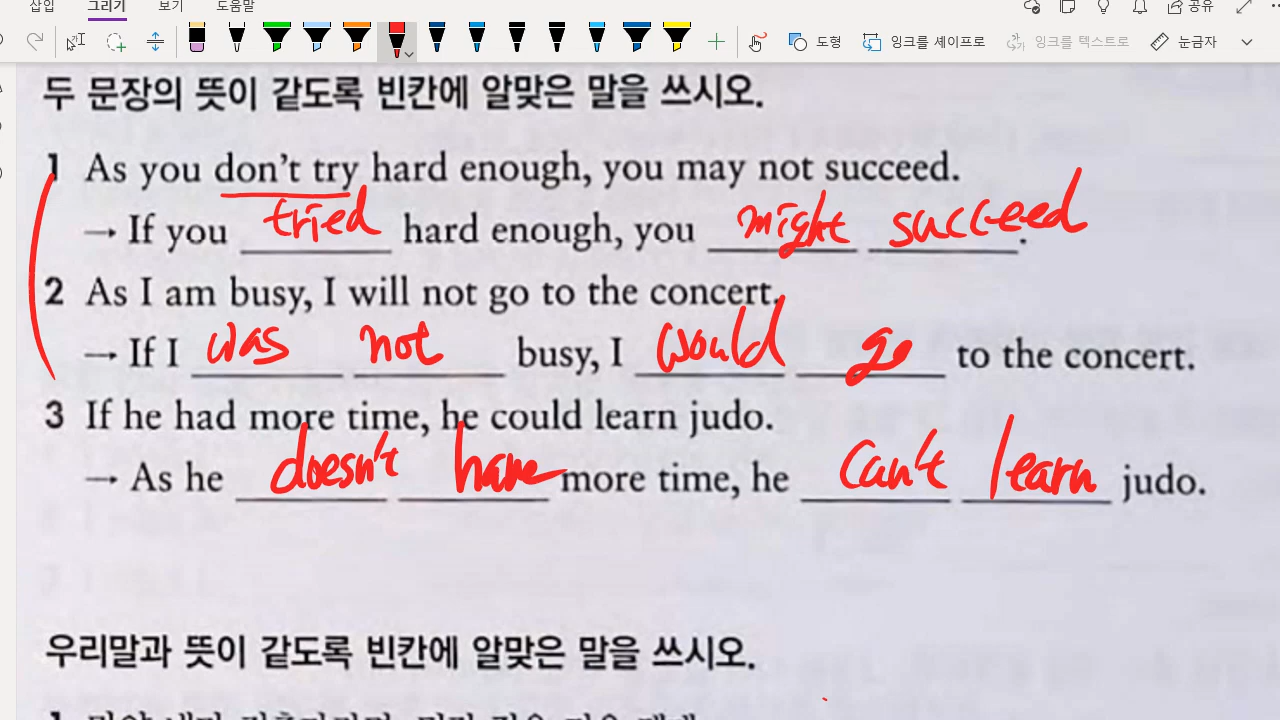 삽입 그리기 보기 도움말 공유
도형 잉크를 셰이프로 잉크를 텍스트로 눈금자
두 문장의 뜻이 같도록 빈칸에 알맞은 말을 쓰시오.
1 As you don't try hard enough, you may not succeed.
→ If you tried hard enough, you might succeed.
2 As I am busy, I will not go to the concert.
→ If I was not busy, I would go to the concert.
3 If he had more time, he could learn judo.
→ As he doesn't have more time, he can't learn judo.
우리말과 뜻이 같도록 빈칸에 알맞은 말을 쓰시오.